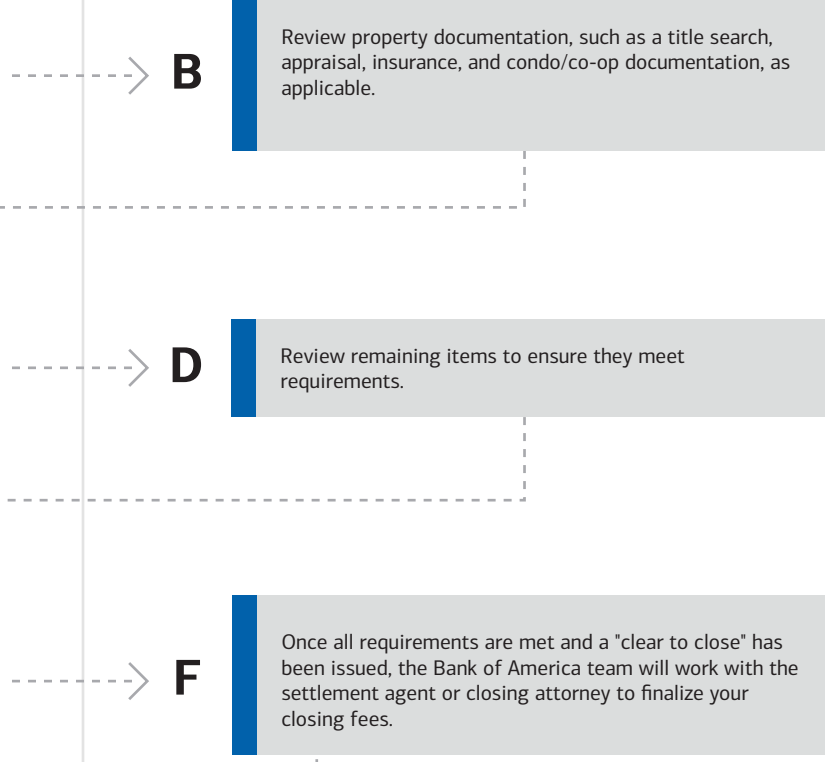 B
Review property documentation, such as a title search,
appraisal, insurance, and condo/co-op documentation, as
applicable.
D
Review remaining items to ensure they meet
requirements.
F
Once all requirements are met and a "clear to close" has
been issued, the Bank of America team will work with the
settlement agent or closing attorney to finalize your
closing fees.